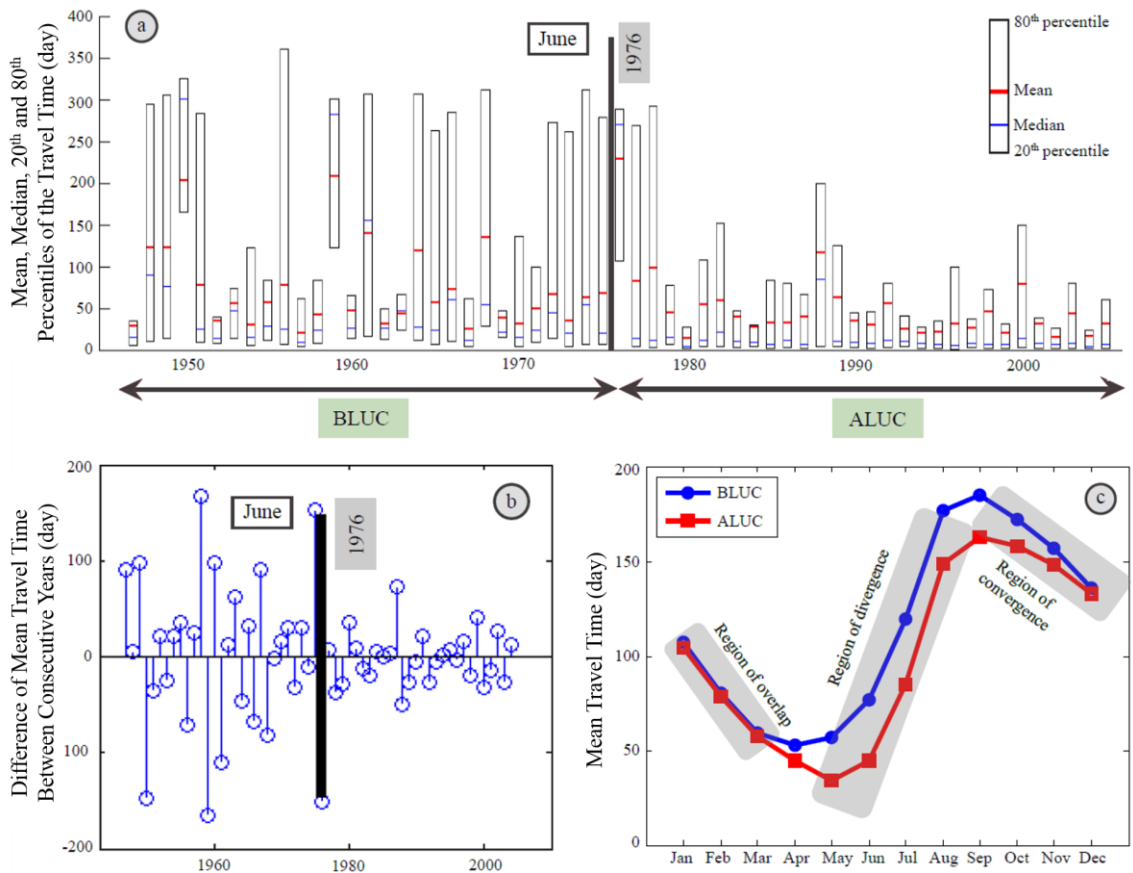 Mean, Median, 20th and 80th
Percentiles of the Travel Time (day)
400
350
300
250
200
150
100
50
0
a
June
1976
80th percentile
Mean
Median
20th percentile
1950
1960
1970
1980
1990
2000
BLUC
ALUC
Difference of Mean Travel Time
Between Consecutive Years (day)
200
100
0
100
-200
June
1976
b
1960
1980
2000
Mean Travel Time (day)
200
150
100
50
0
BLUC
ALUC
c
Region of overlap
Region of divergence
Region of
convergence
Jan Feb Mar Apr May Jun Jul Aug Sep Oct Nov Dec